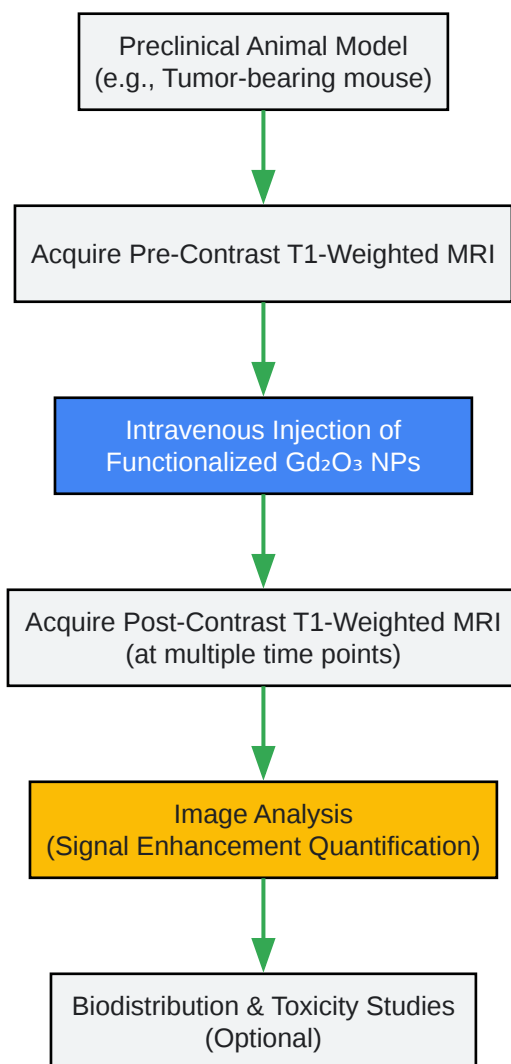 Preclinical Animal Model
(e.g., Tumor-bearing mouse)
Acquire Pre-Contrast T1-Weighted MRI
Intravenous Injection of
Functionalized Gd₂O₃ NPs
Acquire Post-Contrast T1-Weighted MRI
(at multiple time points)
Image Analysis
(Signal Enhancement Quantification)
Biodistribution & Toxicity Studies
(Optional)